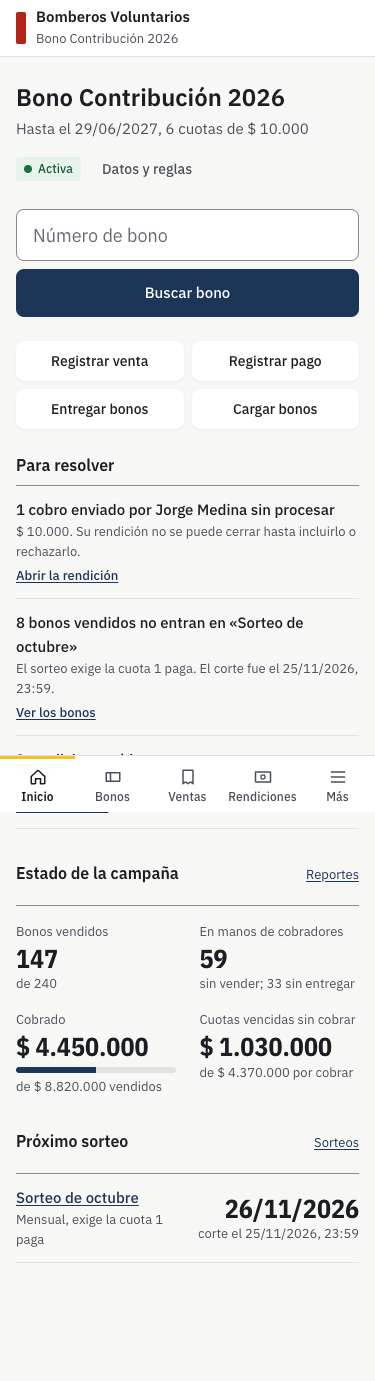 Bomberos Voluntarios
Bono Contribución 2026
Bono Contribución 2026
Hasta el 29/06/2027, 6 cuotas de $ 10.000
Activa
Datos y reglas
Número de bono
Buscar bono
Registrar venta
Registrar pago
Entregar bonos
Cargar bonos
Para resolver
1 cobro enviado por Jorge Medina sin procesar
$ 10.000. Su rendición no se puede cerrar hasta incluirlo o
rechazarlo.
Abrir la rendición
8 bonos vendidos no entran en «Sorteo de
octubre»
El sorteo exige la cuota 1 paga. El corte fue el 25/11/2026,
23:59.
Ver los bonos
Inicio
Bonos
Ventas
Rendiciones
Más
Estado de la campaña
Reportes
Bonos vendidos
147
de 240
En manos de cobradores
59
sin vender; 33 sin entregar
Cobrado
$ 4.450.000
de $ 8.820.000 vendidos
Cuotas vencidas sin cobrar
$ 1.030.000
de $ 4.370.000 por cobrar
Próximo sorteo
Sorteos
Sorteo de octubre
Mensual, exige la cuota 1
paga
26/11/2026
corte el 25/11/2026, 23:59